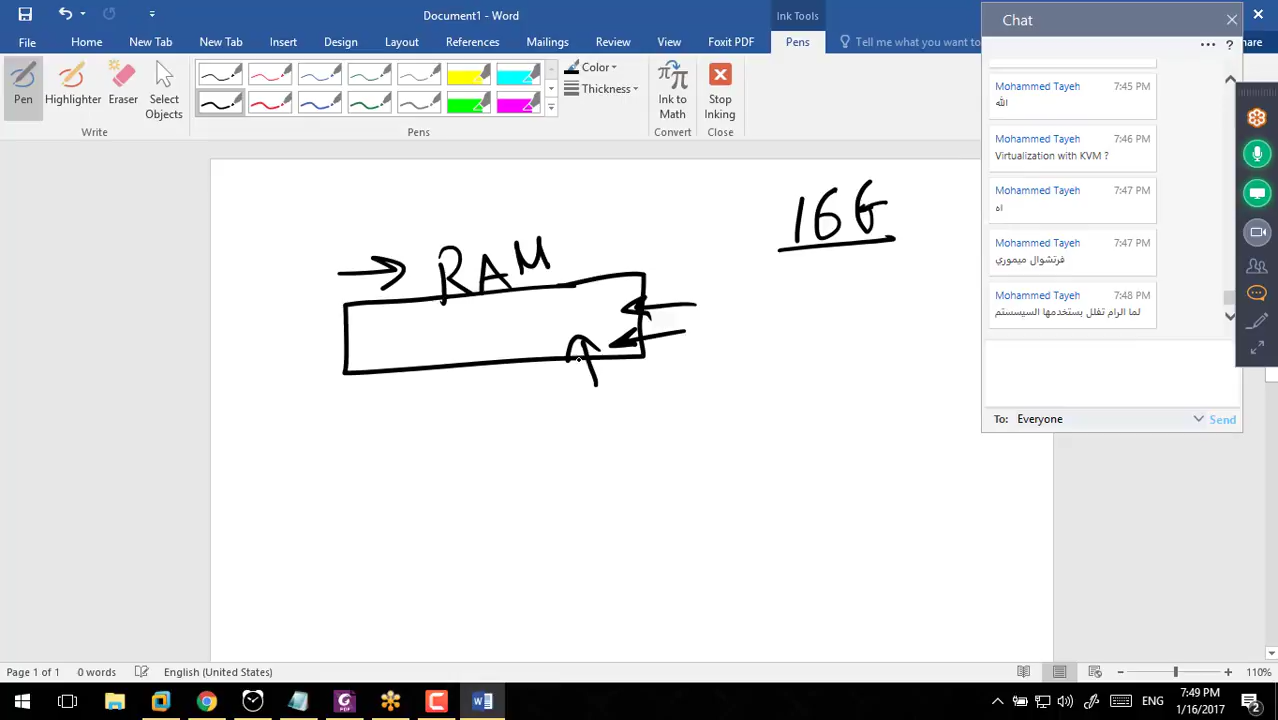 Document1 - Word
Ink Tools
File
Home
New Tab
New Tab
Insert
Design
Layout
References
Mailings
Review
View
Foxit PDF
Pens
Tell me what you want
Pen
Highlighter
Eraser
Select
Objects
Color
Thickness
Ink to
Math
Stop
Inking
Write
Pens
Convert
Close
RAM
16G
Chat
Mohammed Tayeh 7:45 PM
الله
Mohammed Tayeh 7:46 PM
Virtualization with KVM ?
Mohammed Tayeh 7:47 PM
اه
Mohammed Tayeh 7:47 PM
فرتشوال ميموري
Mohammed Tayeh 7:48 PM
لما الرام تقلل بستخدمها السيسستم
To: Everyone
Send
Page 1 of 1
0 words
English (United States)
110%
ENG
7:49 PM
1/16/2017
2